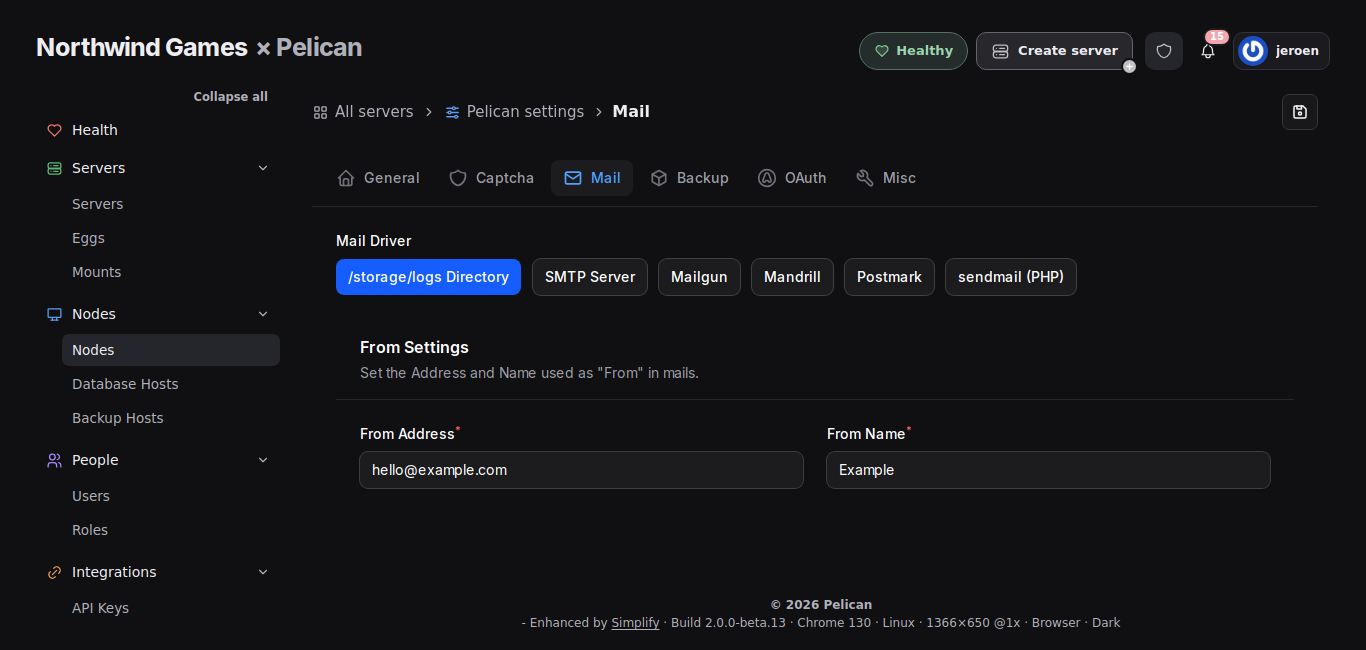 Northwind Games × Pelican
Healthy
Create server
15
jeroen
Collapse all
Health
Servers
Servers
Eggs
Mounts
Nodes
Nodes
Database Hosts
Backup Hosts
People
Users
Roles
Integrations
API Keys
All servers > Pelican settings > Mail
General Captcha Mail Backup OAuth Misc
Mail Driver
/storage/logs Directory SMTP Server Mailgun Mandrill Postmark sendmail (PHP)
From Settings
Set the Address and Name used as "From" in mails.
From Address* From Name*
hello@example.com Example
© 2026 Pelican
- Enhanced by Simplify · Build 2.0.0-beta.13 · Chrome 130 · Linux · 1366×650 @1x · Browser · Dark